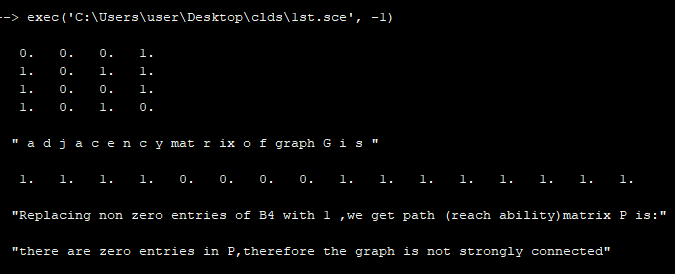 --> exec('C:\Users\user\Desktop\clds\1st.sce', -1)
0. 0. 0. 1.
1. 0. 1. 1.
1. 0. 0. 1.
1. 0. 1. 0.
" a d j a c e n c y mat r ix o f graph G i s "
1. 1. 1. 1. 0. 0. 0. 0. 1. 1. 1. 1. 1. 1. 1. 1.
"Replacing non zero entries of B4 with 1 ,we get path (reach ability)matrix P is:"
"there are zero entries in P,therefore the graph is not strongly connected"